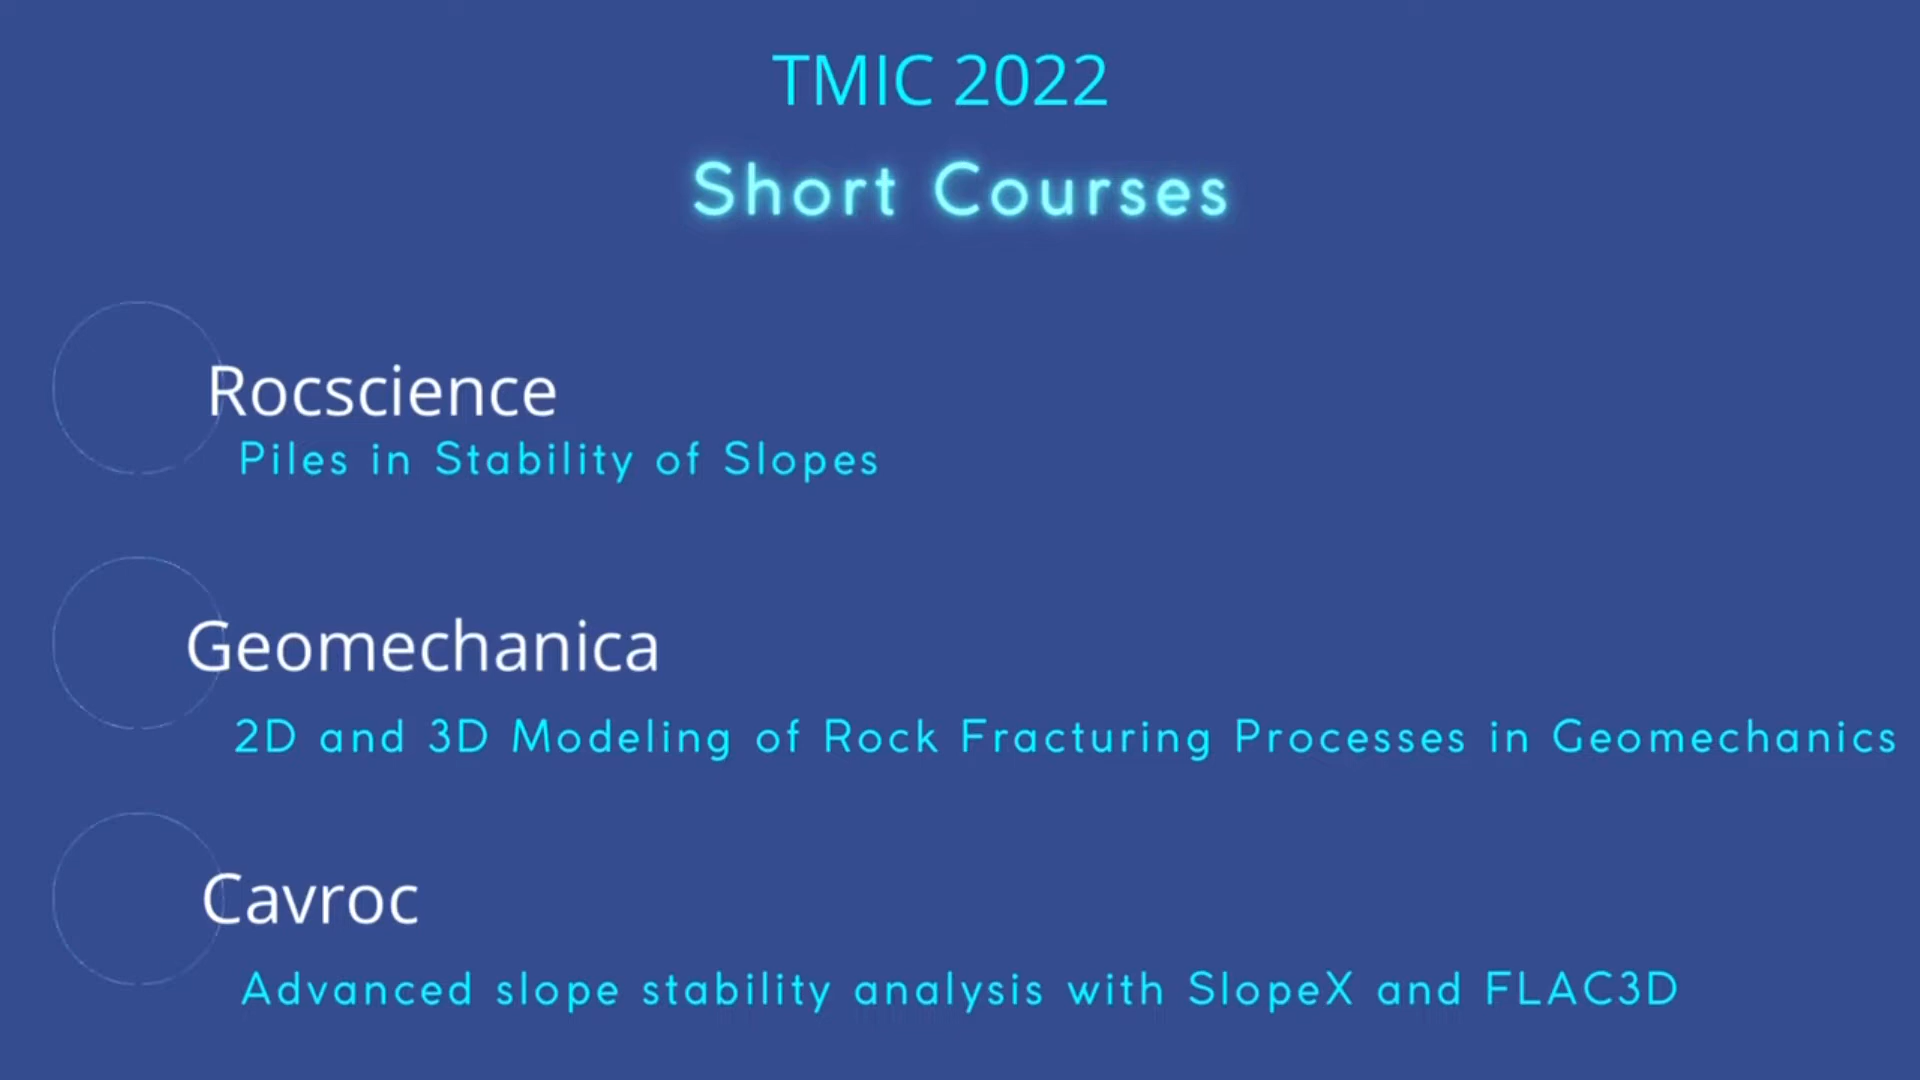 TMIC 2022
Short Courses
Rocscience
Piles in Stability of Slopes
Geomechanica
2D and 3D Modeling of Rock Fracturing Processes in Geomechanics
Cavroc
Advanced slope stability analysis with SlopeX and FLAC3D